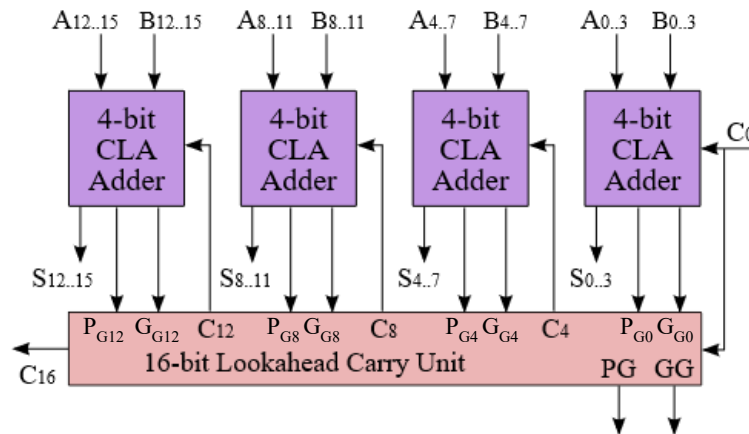 A12..15 B12..15 A8..11 B8..11 A4..7 B4..7 A0..3 B0..3
4-bit CLA Adder 4-bit CLA Adder 4-bit CLA Adder 4-bit CLA Adder C0
S12..15 S8..11 S4..7 S0..3
PG12 GG12 C12 PG8 GG8 C8 PG4 GG4 C4 PG0 GG0
16-bit Lookahead Carry Unit PG GG
C16